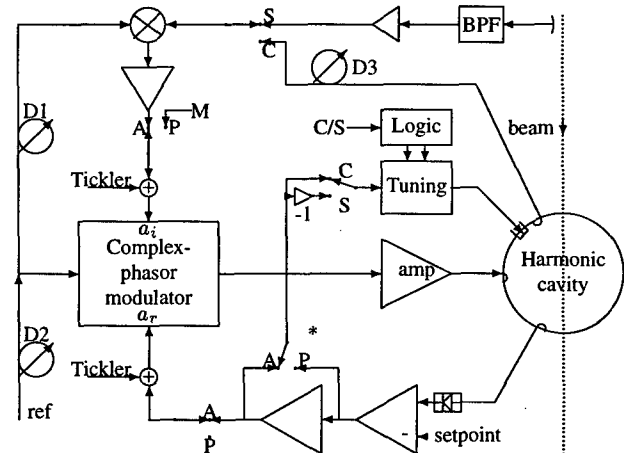 S
BPF
C
D3
D1
A
P
M
C/S
Logic
beam
Tickler
C
Tuning
-1
S
a_i
Complex-
phasor
modulator
a_r
amp
Harmonic
cavity
D2
*
A
P
Tickler
A
P
ref
-
setpoint